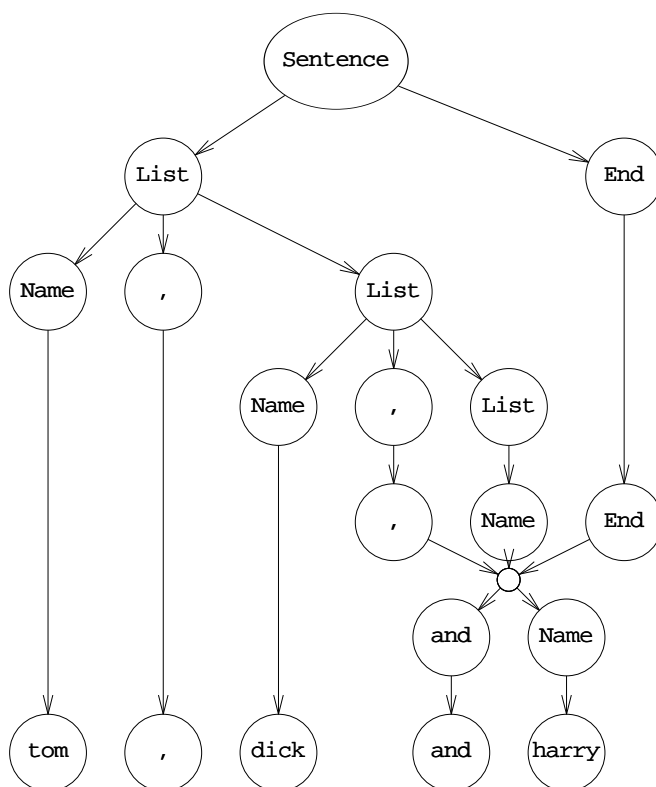 Sentence
List End
Name , List
Name , List
, Name End
and Name
tom , dick and harry